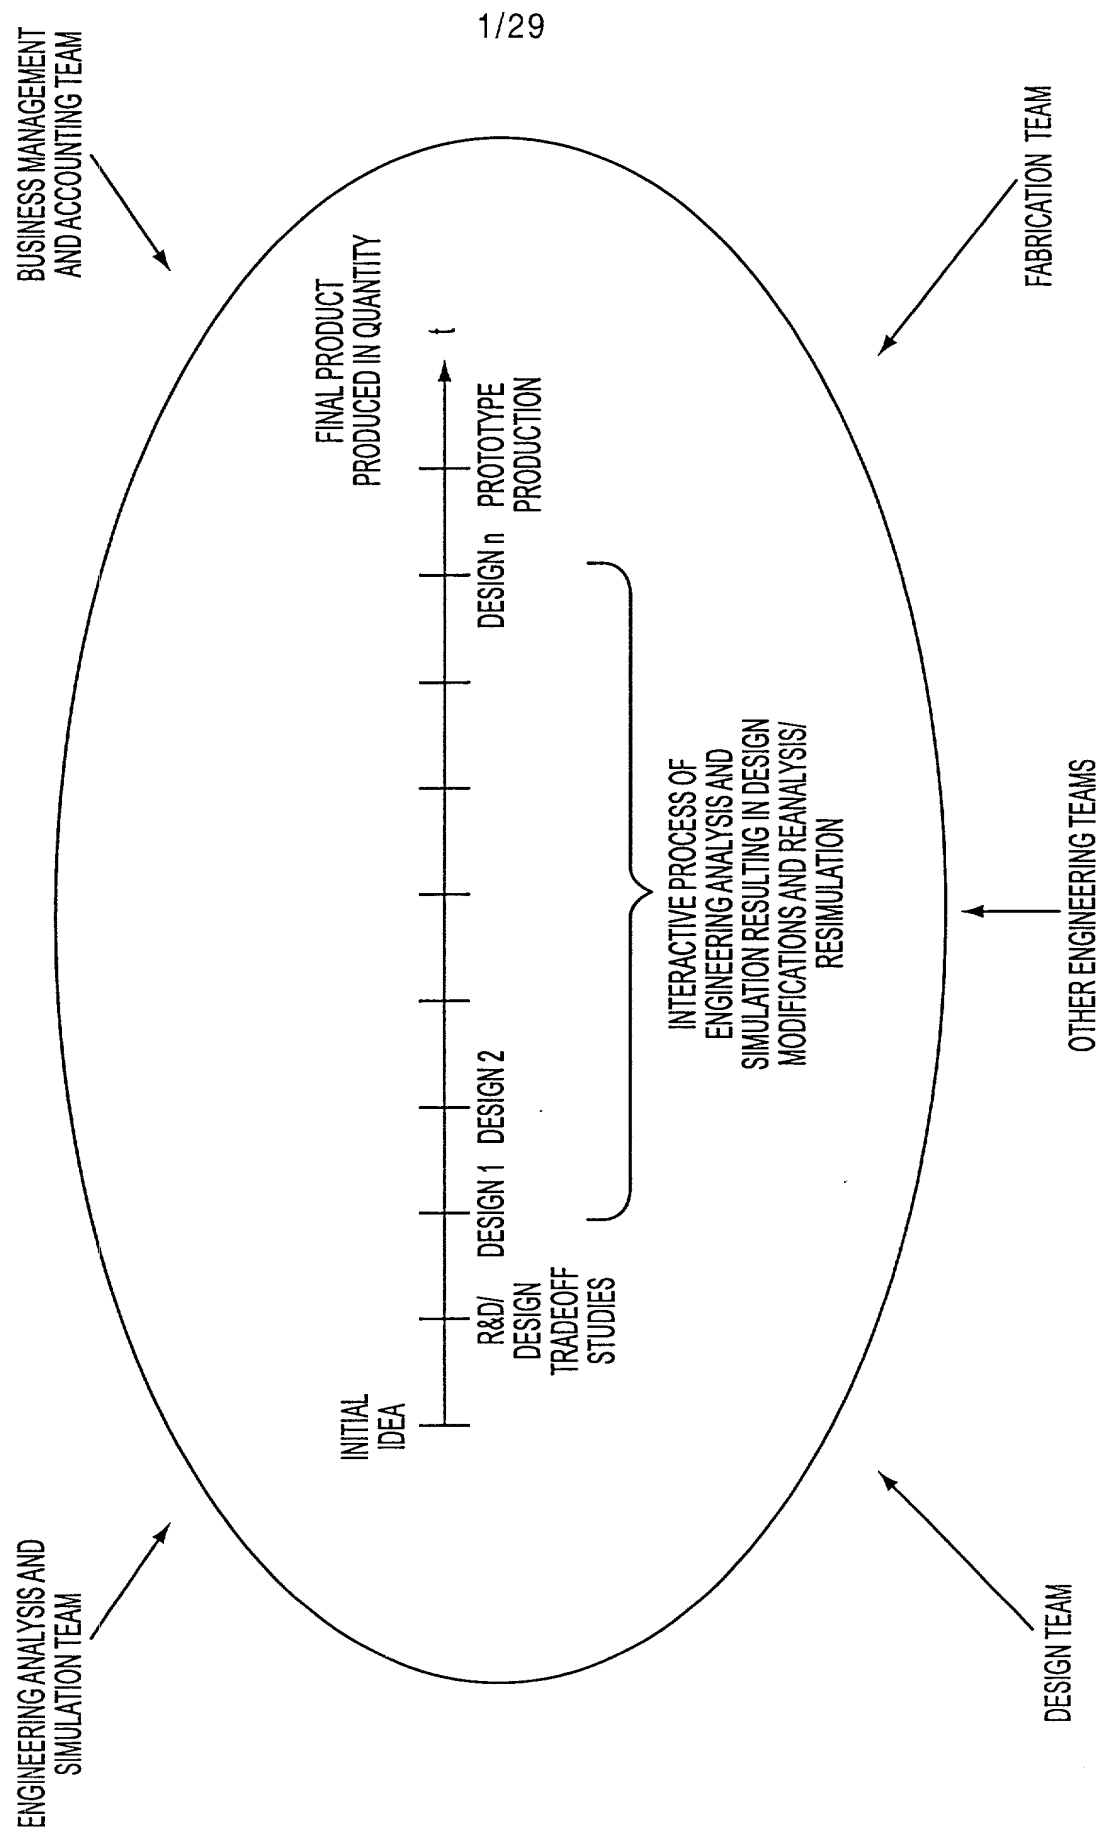 1/29
ENGINEERING ANALYSIS AND
SIMULATION TEAM
BUSINESS MANAGEMENT
AND ACCOUNTING TEAM
INITIAL
IDEA
FINAL PRODUCT
PRODUCED IN QUANTITY
t
R&D/
DESIGN
TRADEOFF
STUDIES
DESIGN 1
DESIGN 2
DESIGN n
PROTOTYPE
PRODUCTION
INTERACTIVE PROCESS OF
ENGINEERING ANALYSIS AND
SIMULATION RESULTING IN DESIGN
MODIFICATIONS AND REANALYSIS/
RESIMULATION
DESIGN TEAM
OTHER ENGINEERING TEAMS
FABRICATION TEAM